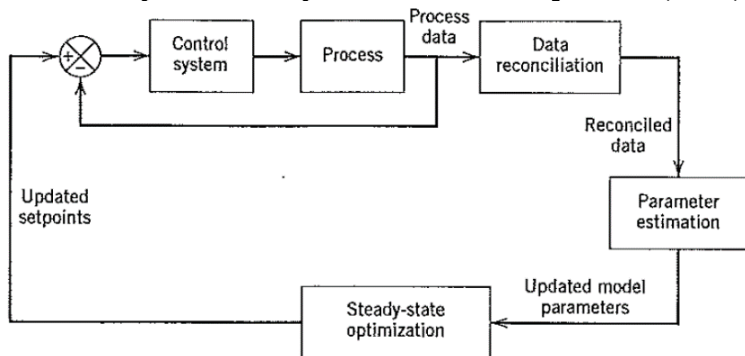 Process
data
Control
system
Process
Data
reconciliation
+
−
Reconciled
data
Updated
setpoints
Parameter
estimation
Updated model
parameters
Steady-state
optimization